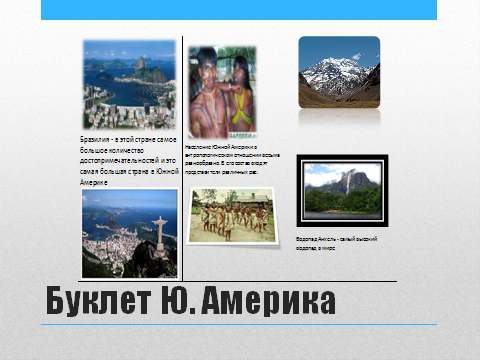 Бразилия - в этой стране самое
большое количество
достопримечательностей и это
самая большая страна в Южной
Америке
Население Южной Америки в
антропологическом отношении весьма
разнообразно. В его состав входят
представители различных рас.
Водопад Анхель - самый высокий
водопад в мире
Буклет Ю. Америка